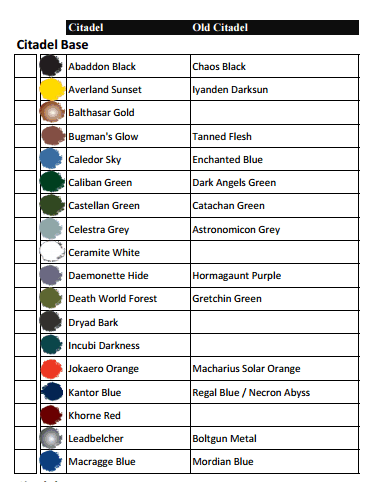 Citadel Old Citadel
Citadel Base
Abaddon Black Chaos Black
Averland Sunset Iyanden Darksun
Balthasar Gold
Bugman's Glow Tanned Flesh
Caledor Sky Enchanted Blue
Caliban Green Dark Angels Green
Castellan Green Catachan Green
Celestra Grey Astronomicon Grey
Ceramite White
Daemonette Hide Hormagaunt Purple
Death World Forest Gretchin Green
Dryad Bark
Incubi Darkness
Jokaero Orange Macharius Solar Orange
Kantor Blue Regal Blue / Necron Abyss
Khorne Red
Leadbelcher Boltgun Metal
Macragge Blue Mordian Blue